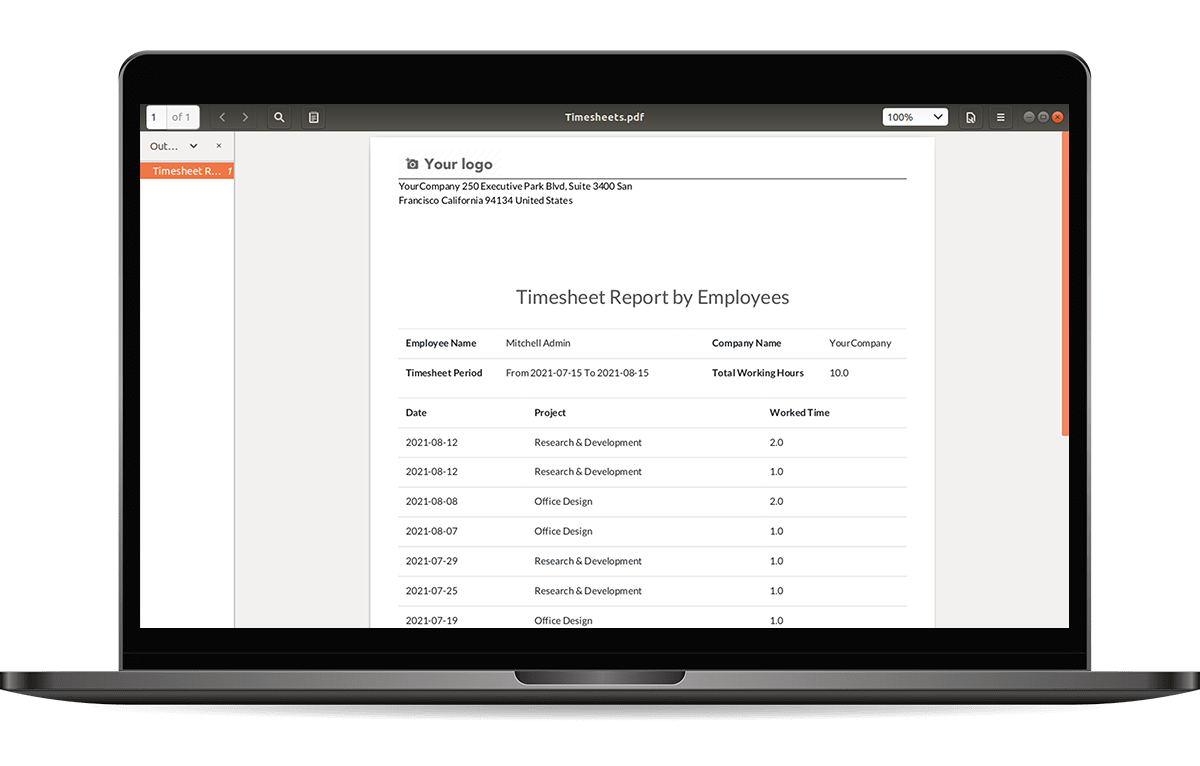 1 of 1 Timesheets.pdf 100%
Out...
Timesheet R... 1
Your logo
YourCompany 250 Executive Park Blvd, Suite 3400 San
Francisco California 94134 United States
Timesheet Report by Employees
Employee Name Mitchell Admin Company Name YourCompany
Timesheet Period From 2021-07-15 To 2021-08-15 Total Working Hours 10.0
Date Project Worked Time
2021-08-12 Research & Development 2.0
2021-08-12 Research & Development 1.0
2021-08-08 Office Design 2.0
2021-08-07 Office Design 1.0
2021-07-29 Research & Development 1.0
2021-07-25 Research & Development 1.0
2021-07-19 Office Design 1.0